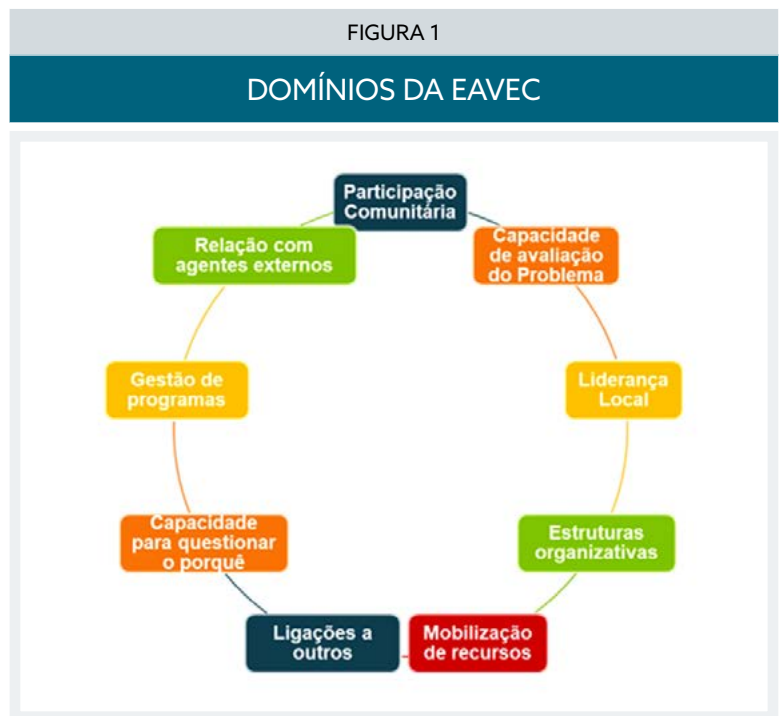 FIGURA 1
DOMÍNIOS DA EAVEC
Participação
Comunitária
Capacidade
de avaliação
do Problema
Liderança
Local
Estruturas
organizativas
Mobilização
de recursos
Ligações a
outros
Capacidade
para questionar
o porquê
Gestão de
programas
Relação com
agentes externos